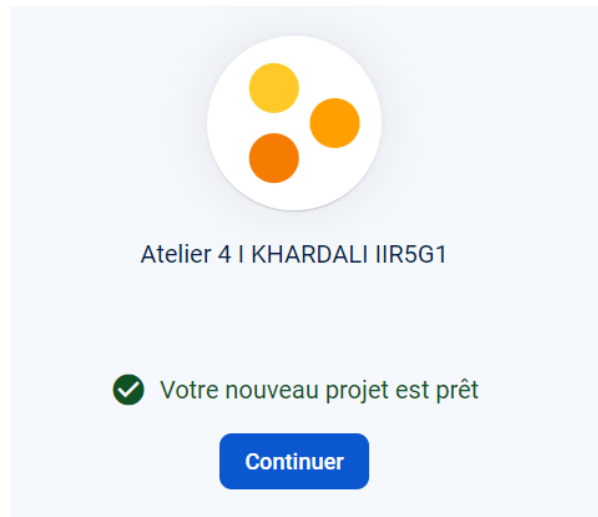 Atelier 4 I KHARDALI IIR5G1
Votre nouveau projet est prêt
Continuer